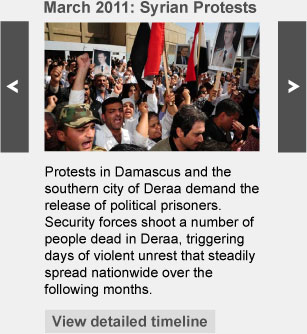 March 2011: Syrian Protests
<
>
Protests in Damascus and the
southern city of Deraa demand the
release of political prisoners.
Security forces shoot a number of
people dead in Deraa, triggering
days of violent unrest that steadily
spread nationwide over the
following months.
View detailed timeline